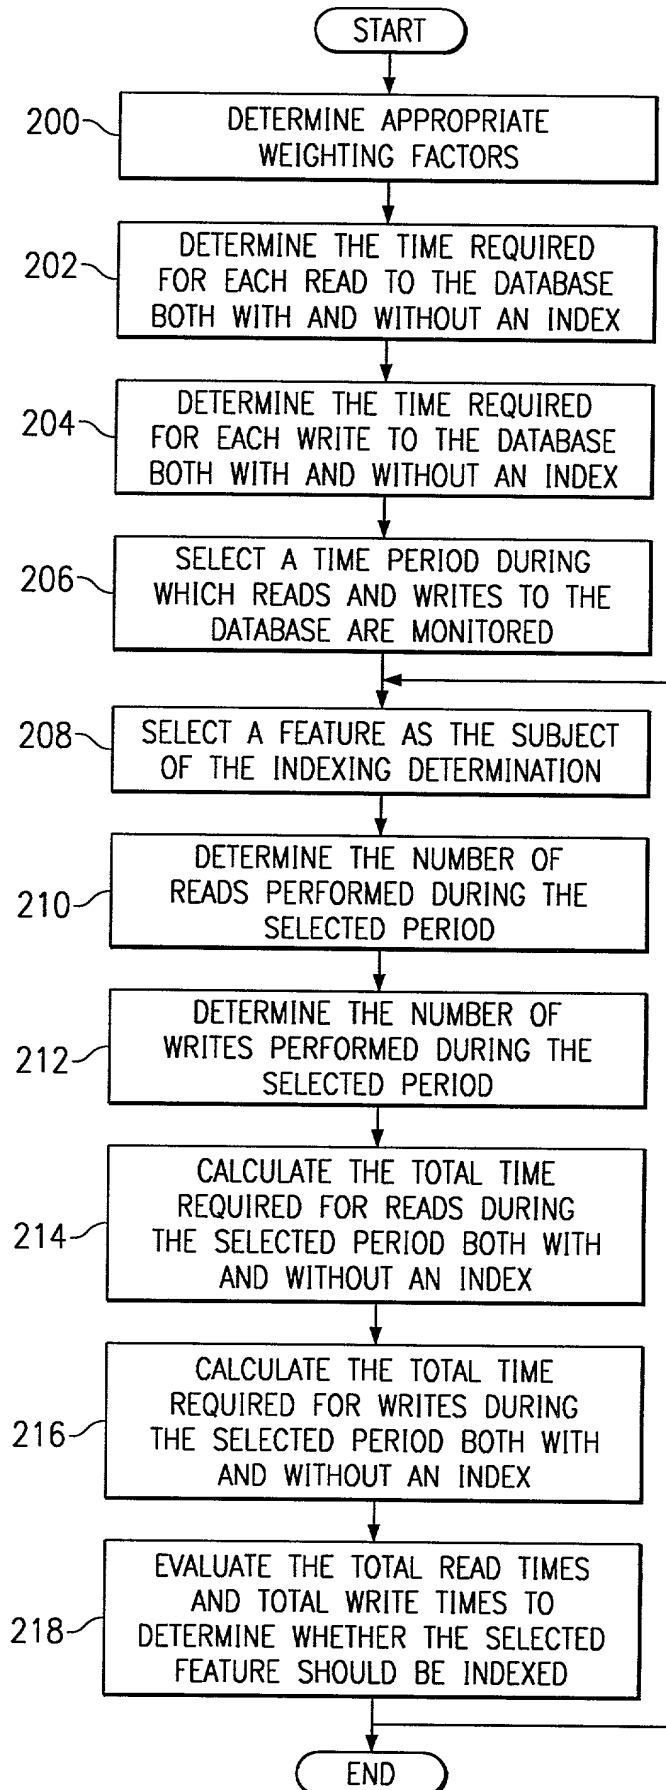 START
200
DETERMINE APPROPRIATE
WEIGHTING FACTORS
202
DETERMINE THE TIME REQUIRED
FOR EACH READ TO THE DATABASE
BOTH WITH AND WITHOUT AN INDEX
204
DETERMINE THE TIME REQUIRED
FOR EACH WRITE TO THE DATABASE
BOTH WITH AND WITHOUT AN INDEX
206
SELECT A TIME PERIOD DURING
WHICH READS AND WRITES TO THE
DATABASE ARE MONITORED
208
SELECT A FEATURE AS THE SUBJECT
OF THE INDEXING DETERMINATION
210
DETERMINE THE NUMBER OF
READS PERFORMED DURING THE
SELECTED PERIOD
212
DETERMINE THE NUMBER OF
WRITES PERFORMED DURING THE
SELECTED PERIOD
214
CALCULATE THE TOTAL TIME
REQUIRED FOR READS DURING
THE SELECTED PERIOD BOTH WITH
AND WITHOUT AN INDEX
216
CALCULATE THE TOTAL TIME
REQUIRED FOR WRITES DURING
THE SELECTED PERIOD BOTH WITH
AND WITHOUT AN INDEX
218
EVALUATE THE TOTAL READ TIMES
AND TOTAL WRITE TIMES TO
DETERMINE WHETHER THE SELECTED
FEATURE SHOULD BE INDEXED
END